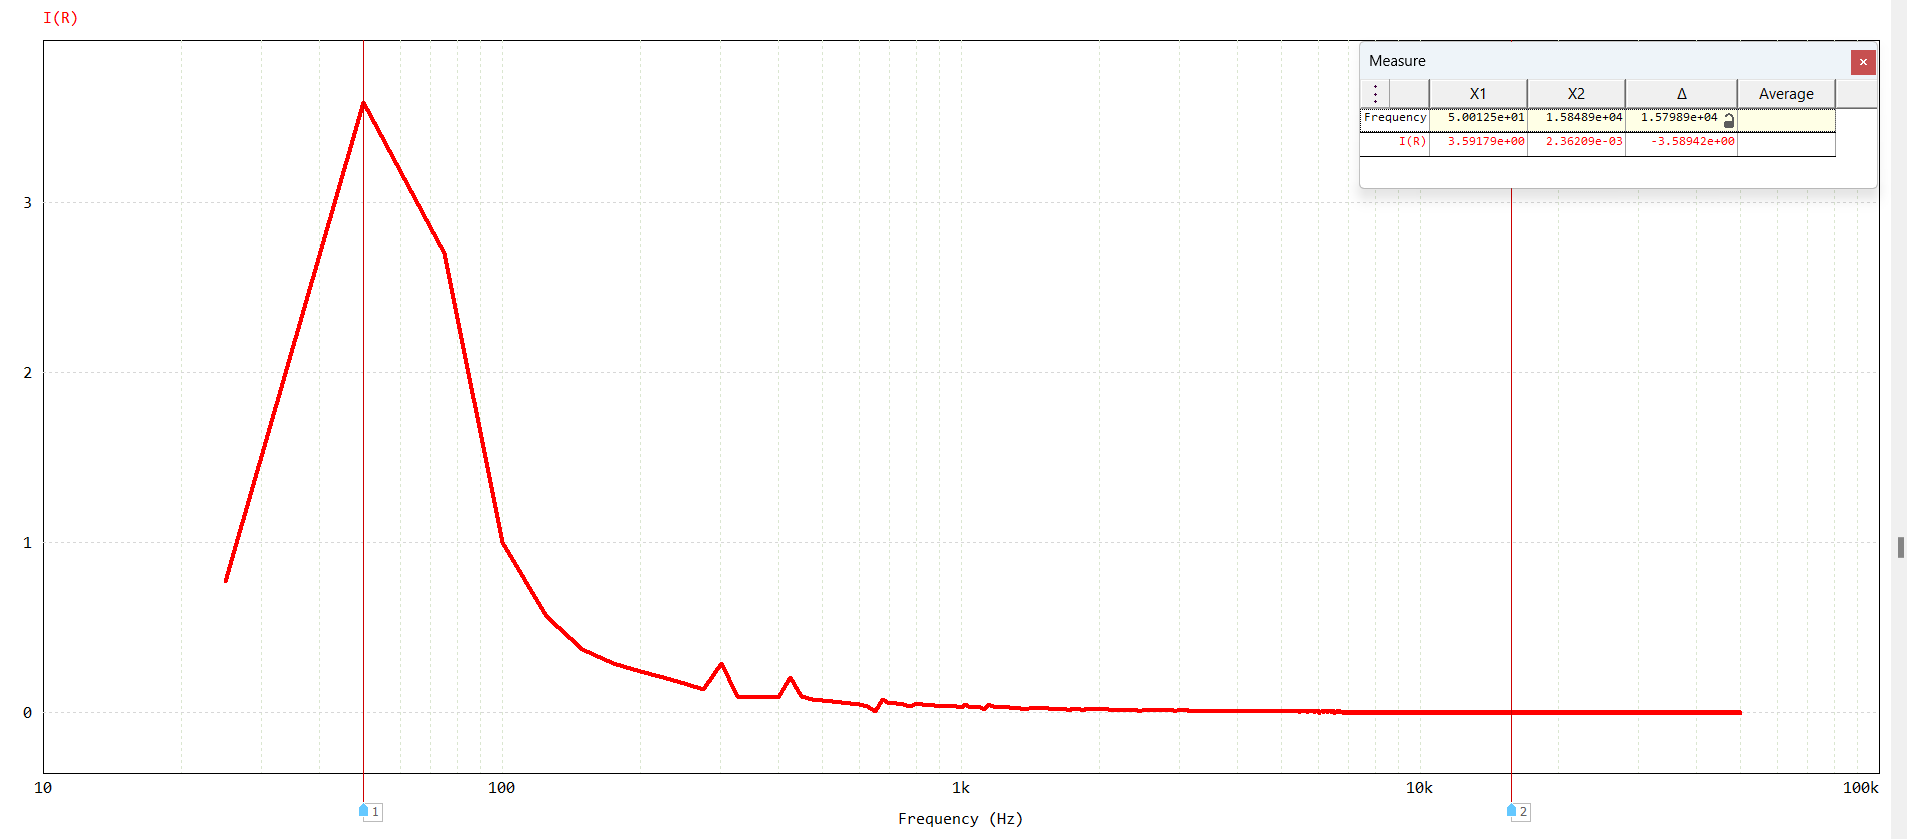 I(R)
Measure
X1 X2 Δ Average
Frequency 5.00125e+01 1.58489e+04 1.57989e+04
I(R) 3.59179e+00 2.36209e-03 -3.58942e+00
3
2
1
0
10 100 1k 10k 100k
1 2
Frequency (Hz)